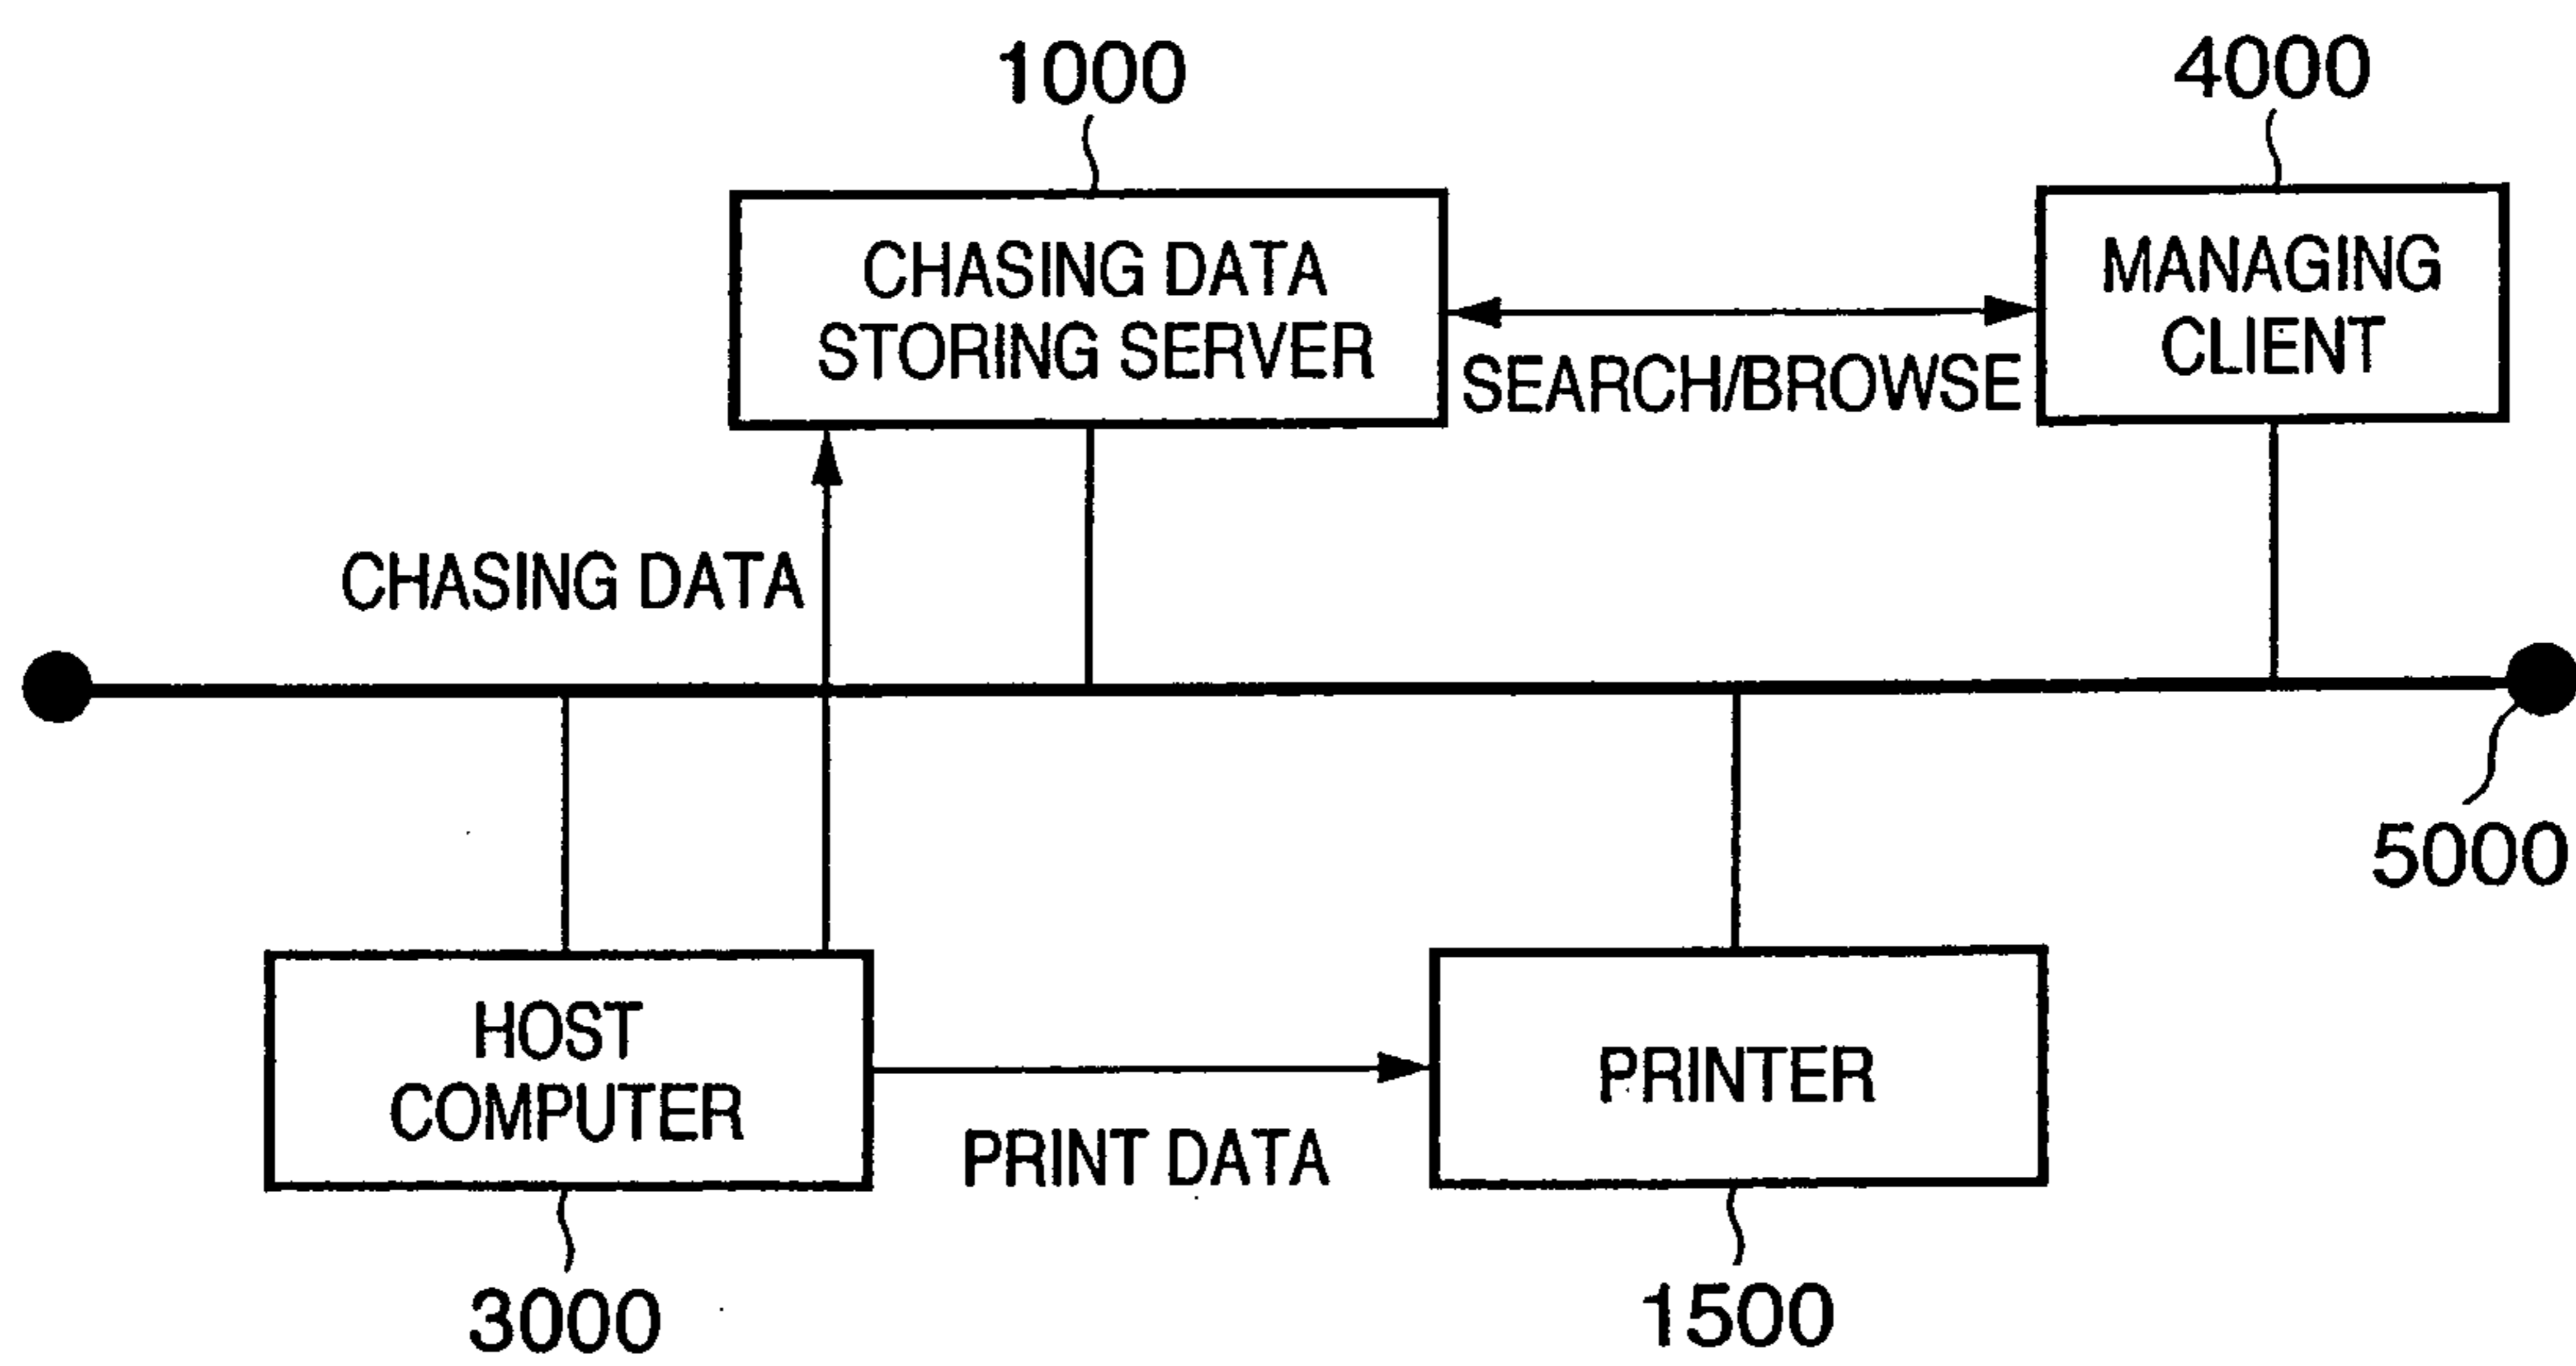 1000
4000
CHASING DATA
STORING SERVER
MANAGING
CLIENT
SEARCH/BROWSE
CHASING DATA
5000
HOST
COMPUTER
PRINTER
PRINT DATA
3000
1500